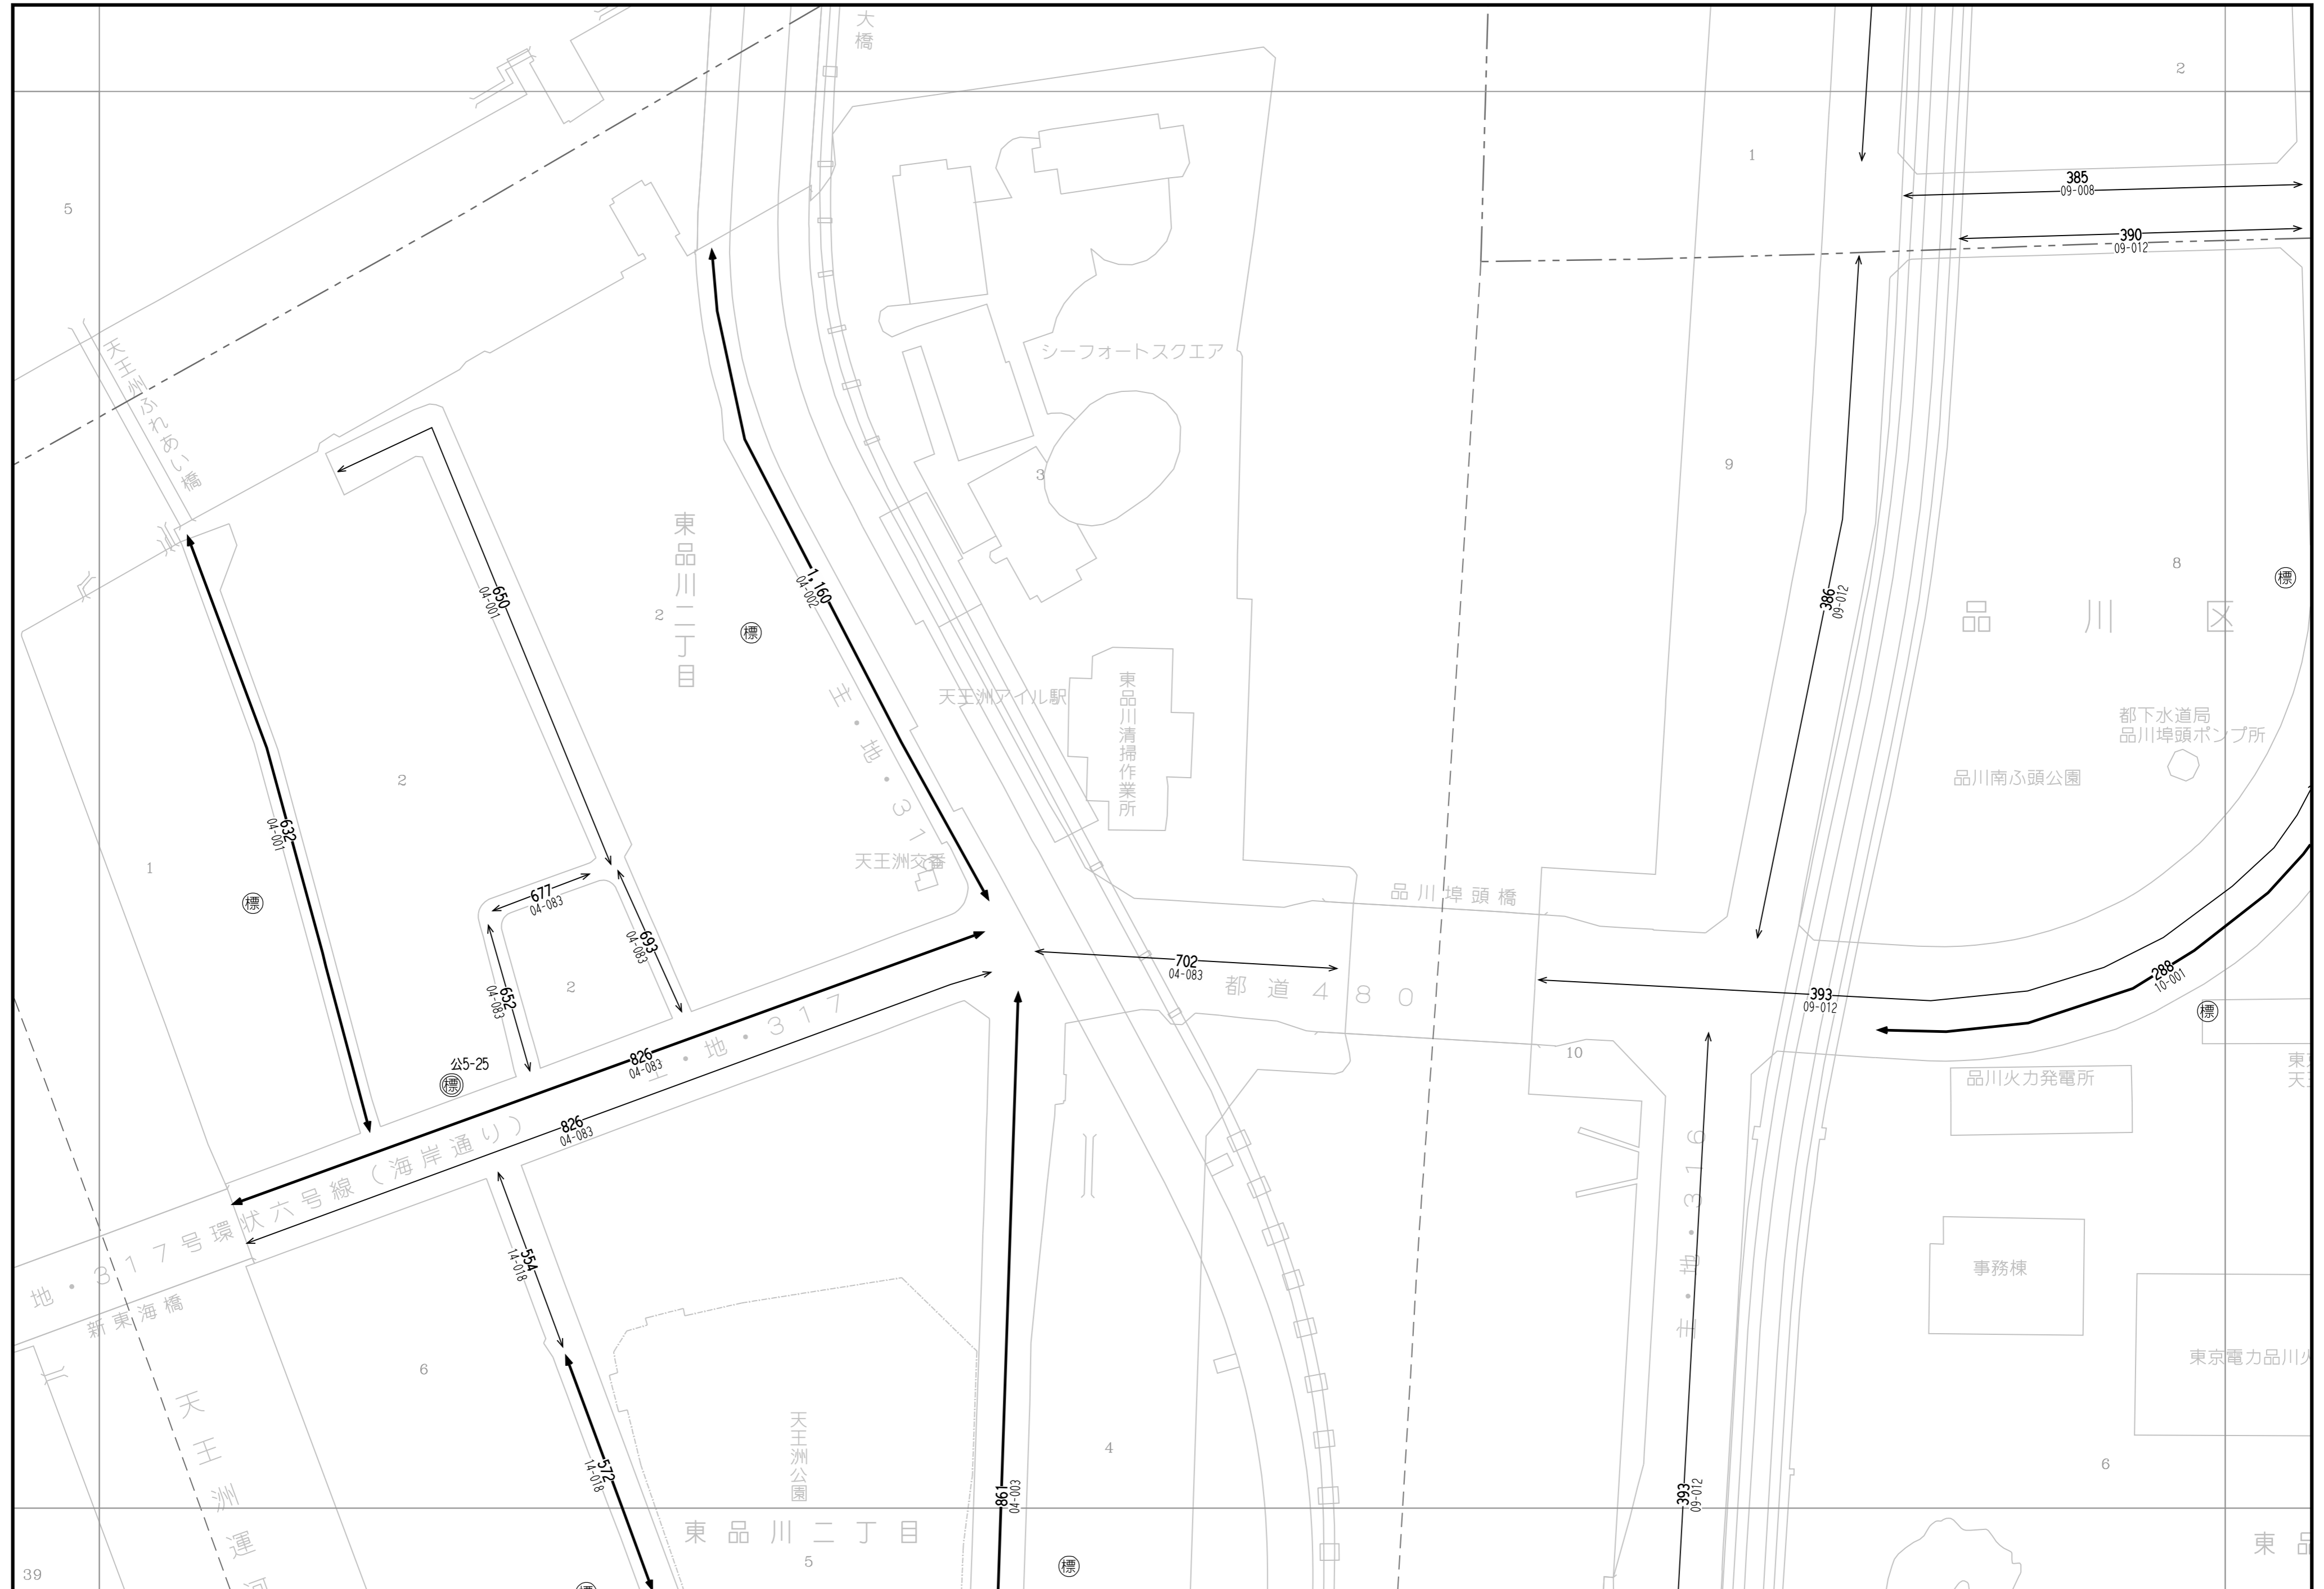 大橋
2
5
1
385
09-008
390
09-012
天王州ふれあい橋
シーフォートスクエア
3
9
8
標
東品川二丁目
2
標
650
04-001
1,160
04-002
386
09-012
品川区
主・地・317
天王洲アイル駅
東品川清掃作業所
都下水道局
品川埠頭ポンプ所
品川南ふ頭公園
2
632
04-001
1
標
天王洲交番
677
04-083
693
04-083
652
04-083
2
品川埠頭橋
702
04-083
都道480
393
09-012
288
10-001
標
公5-25
標
826
04-083
・地・317
826
04-083
10
品川火力発電所
地・317号環状六号線(海岸通り)
新東海橋
554
14-018
主・地・316
事務棟
東京電力品川火
6
天王洲運河
572
14-018
天王洲公園
861
04-003
4
393
09-012
6
東品川二丁目
5
標
標
39
東品